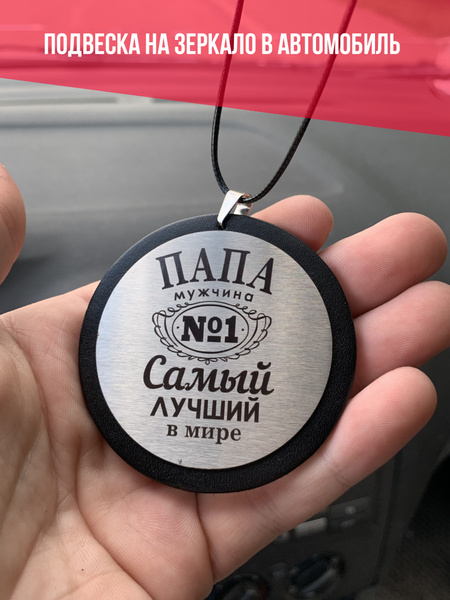 ПОДВЕСКА НА ЗЕРКАЛО В АВТОМОБИЛЬ
ПАПА
мужчина
№1
Самый
ЛУЧШИЙ
в мире